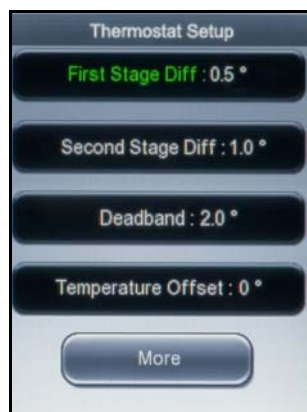 Thermostat Setup
First Stage Diff : 0.5 °
Second Stage Diff : 1.0 °
Deadband : 2.0 °
Temperature Offset : 0 °
More